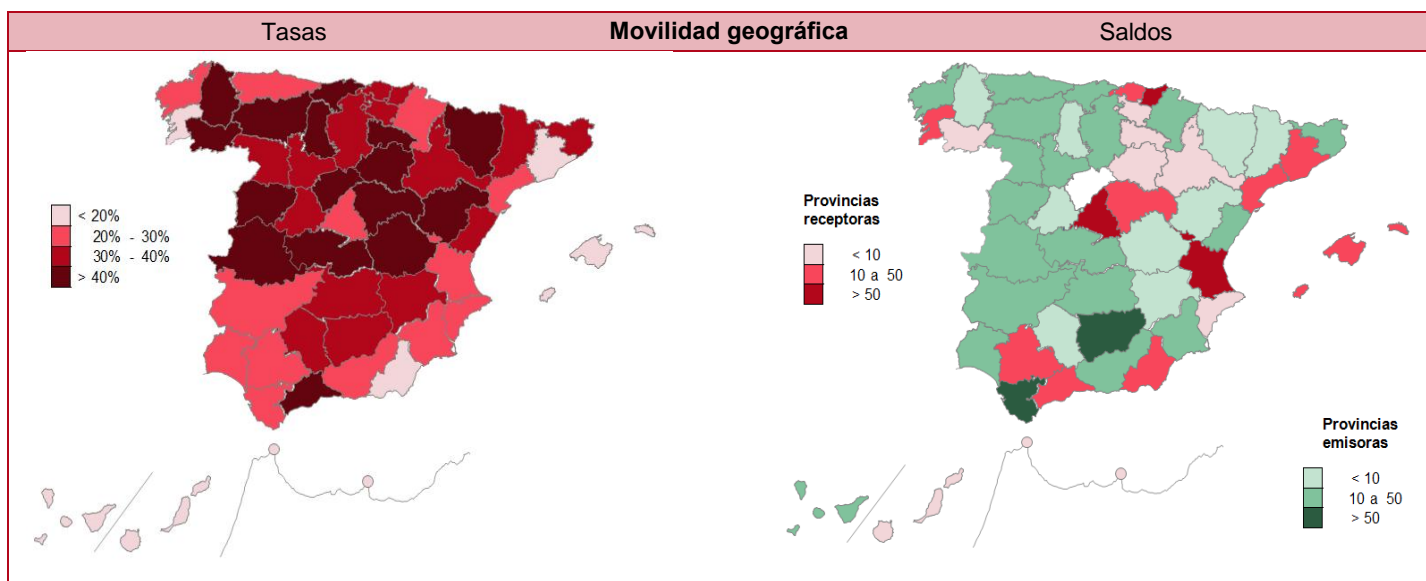 Tasas Movilidad geográfica Saldos
< 20%
20% - 30%
30% - 40%
> 40%
Provincias
receptoras
< 10
10 a 50
> 50
Provincias
emisoras
< 10
10 a 50
> 50